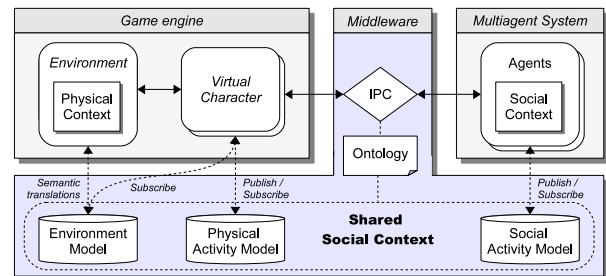 Game engine
Middleware
Multiagent System
Environment
Physical
Context
Virtual
Character
IPC
Agents
Social
Context
Ontology
Semantic
translations
Subscribe
Publish /
Subscribe
Publish /
Subscribe
Environment
Model
Physical
Activity Model
Shared
Social Context
Social
Activity Model